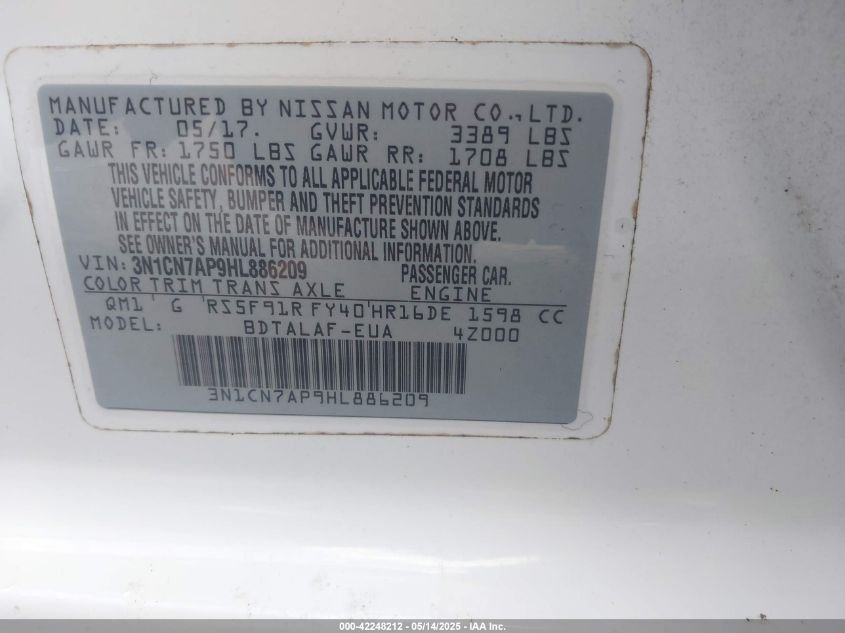 MANUFACTURED BY NISSAN MOTOR CO., LTD.
DATE: 05/17. GVWR: 3389 LBS
GAWR FR: 1750 LBS GAWR RR: 1708 LBS
THIS VEHICLE CONFORMS TO ALL APPLICABLE FEDERAL MOTOR
VEHICLE SAFETY, BUMPER AND THEFT PREVENTION STANDARDS
IN EFFECT ON THE DATE OF MANUFACTURE SHOWN ABOVE.
SEE OWNER'S MANUAL FOR ADDITIONAL INFORMATION.
VIN: 3N1CN7AP9HL886209 PASSENGER CAR.
COLOR TRIM TRANS AXLE ENGINE
QM1 ' G 'RS5F91R FY40'HR16DE 1598 CC
MODEL: BDTALAF-EUA 4Z000
3N1CN7AP9HL886209
000-42248212 - 05/14/2025 - IAA Inc.